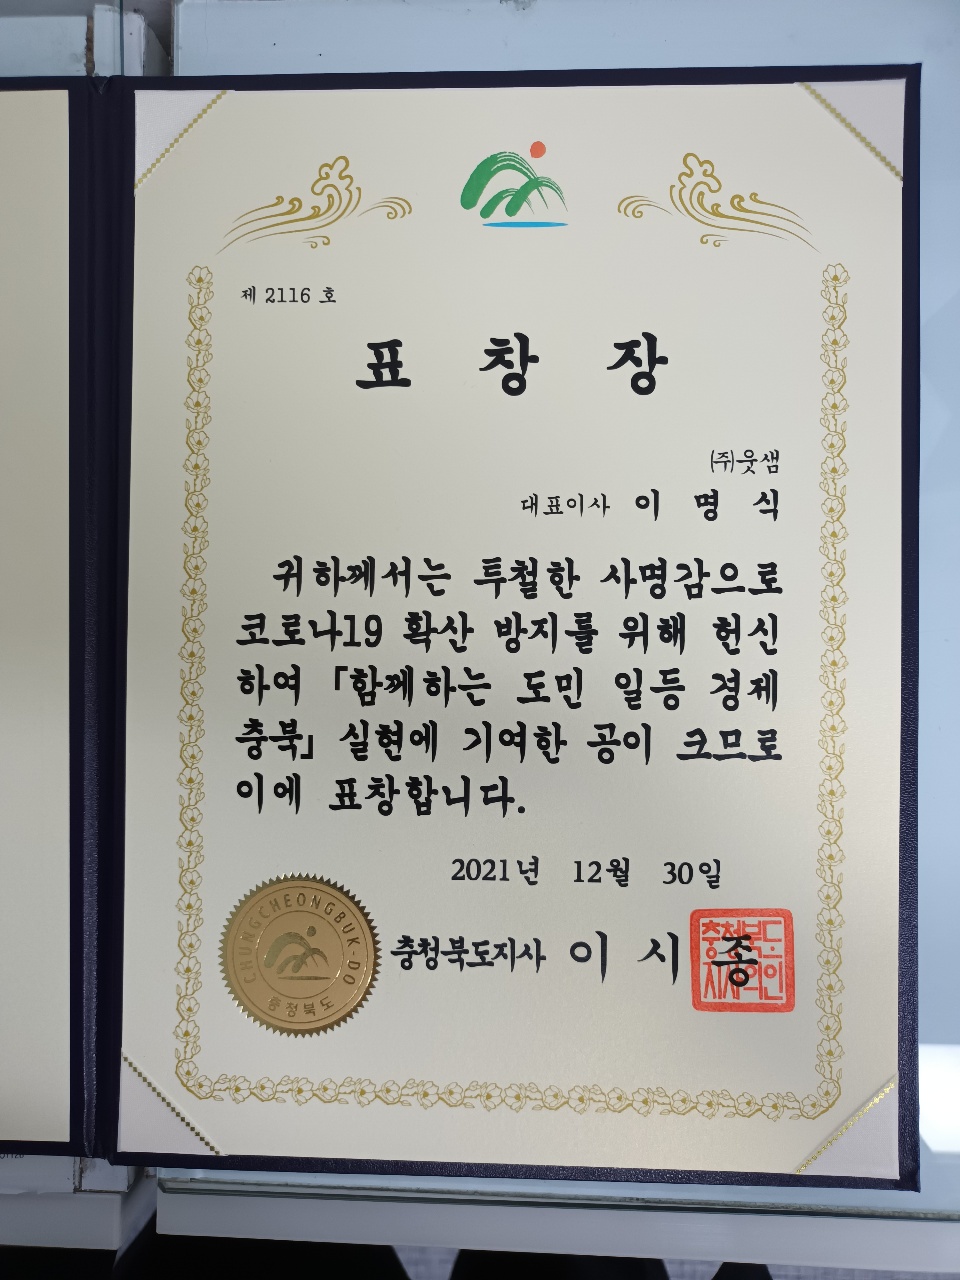 제 2116 호
표 창 장
㈜웃샘
대표이사 이 명 식
귀하께서는 투철한 사명감으로
코로나19 확산 방지를 위해 헌신
하여 「함께하는 도민 일등 경제
충북」 실현에 기여한 공이 크므로
이에 표창합니다.
2021년 12월 30일
충청북도지사 이 시 종
CHUNGCHEONGBUK-DO
충청북도
충청북도
지사의인